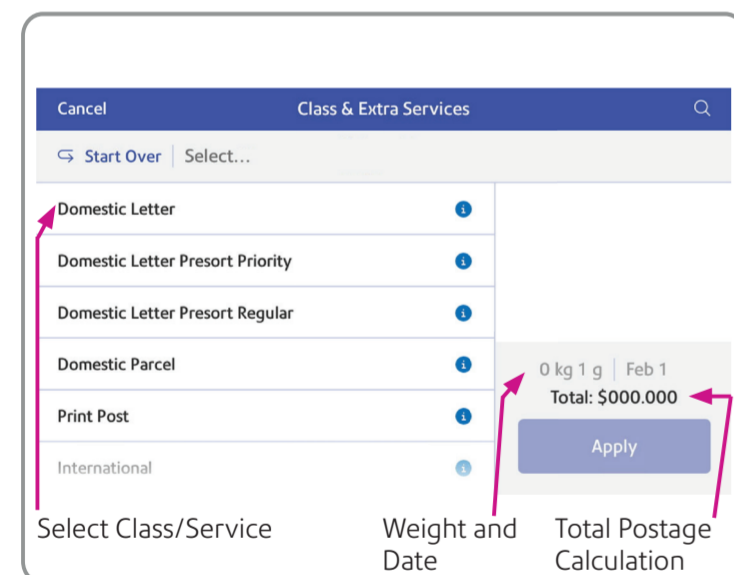 Cancel Class & Extra Services
Start Over Select...
Domestic Letter
Domestic Letter Presort Priority
Domestic Letter Presort Regular
Domestic Parcel
Print Post
International
0 kg 1 g Feb 1
Total: $000.000
Apply
Select Class/Service
Weight and
Date
Total Postage
Calculation